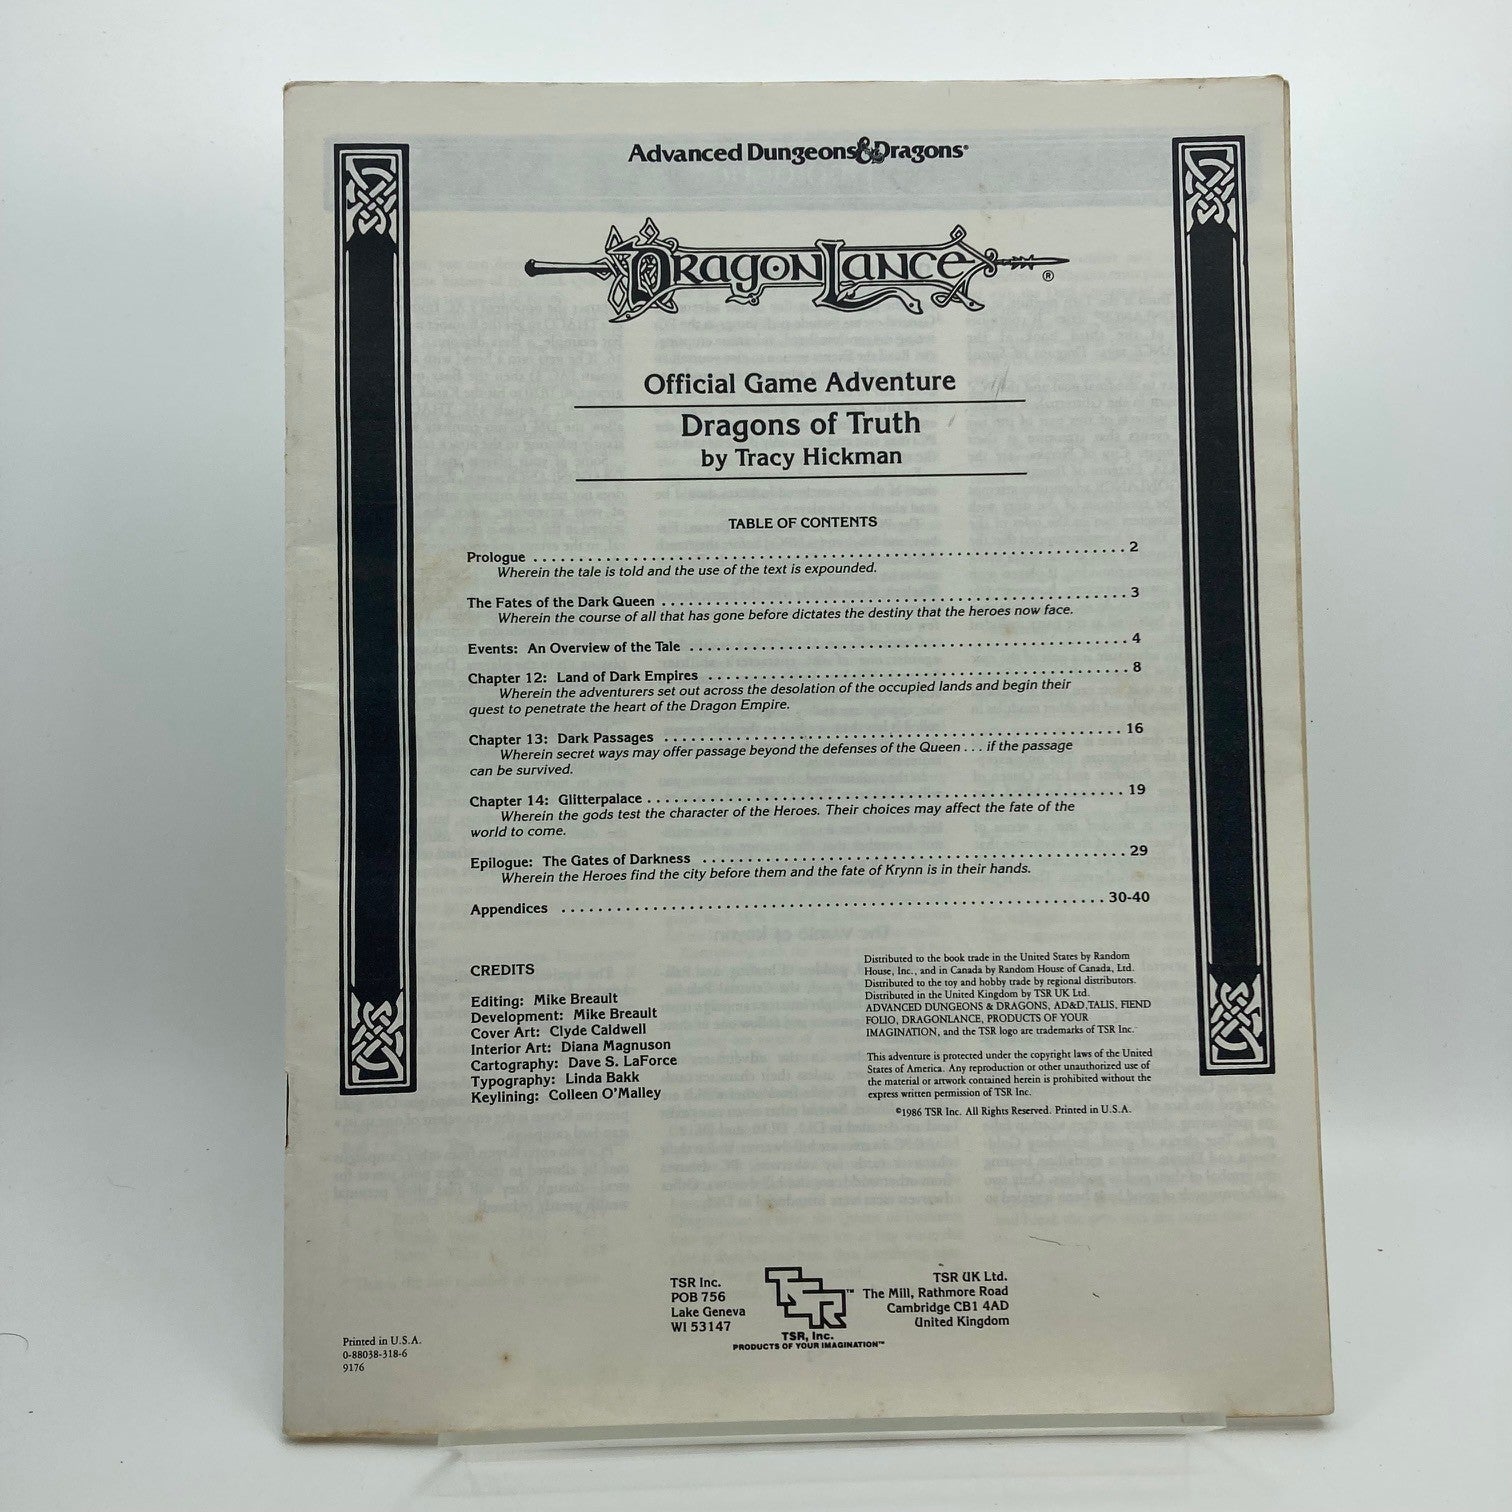 Advanced Dungeons & Dragons®
DRAGONLANCE®
Official Game Adventure
Dragons of Truth
by Tracy Hickman
TABLE OF CONTENTS
Prologue . . . . . . . . . . 2
Wherein the tale is told and the use of the text is expounded.
The Fates of the Dark Queen . . . . . . . . . . 3
Wherein the course of all that has gone before dictates the destiny that the heroes now face.
Events: An Overview of the Tale . . . . . . . . . . 4
Chapter 12: Land of Dark Empires . . . . . . . . . . 8
Wherein the adventurers set out across the desolation of the occupied lands and begin their
quest to penetrate the heart of the Dragon Empire.
Chapter 13: Dark Passages . . . . . . . . . . 16
Wherein secret ways may offer passage beyond the defenses of the Queen . . . if the passage
can be survived.
Chapter 14: Glitterpalace . . . . . . . . . . 19
Wherein the gods test the character of the Heroes. Their choices may affect the fate of the
world to come.
Epilogue: The Gates of Darkness . . . . . . . . . . 29
Wherein the Heroes find the city before them and the fate of Krynn is in their hands.
Appendices . . . . . . . . . . 30-40
CREDITS
Editing: Mike Breault
Development: Mike Breault
Cover Art: Clyde Caldwell
Interior Art: Diana Magnuson
Cartography: Dave S. LaForce
Typography: Linda Bakk
Keylining: Colleen O'Malley
Distributed to the book trade in the United States by Random
House, Inc., and in Canada by Random House of Canada, Ltd.
Distributed to the toy and hobby trade by regional distributors.
Distributed in the United Kingdom by TSR UK Ltd.
ADVANCED DUNGEONS & DRAGONS, AD&D, TALIS, FIEND
FOLIO, DRAGONLANCE, PRODUCTS OF YOUR
IMAGINATION, and the TSR logo are trademarks of TSR Inc.
This adventure is protected under the copyright laws of the United
States of America. Any reproduction or other unauthorized use of
the material or artwork contained herein is prohibited without the
express written permission of TSR Inc.
©1986 TSR Inc. All Rights Reserved. Printed in U.S.A.
TSR Inc.
POB 756
Lake Geneva
WI 53147
TSR™
TSR, Inc.
PRODUCTS OF YOUR IMAGINATION™
TSR UK Ltd.
The Mill, Rathmore Road
Cambridge CB1 4AD
United Kingdom
Printed in U.S.A.
0-88038-318-6
9176